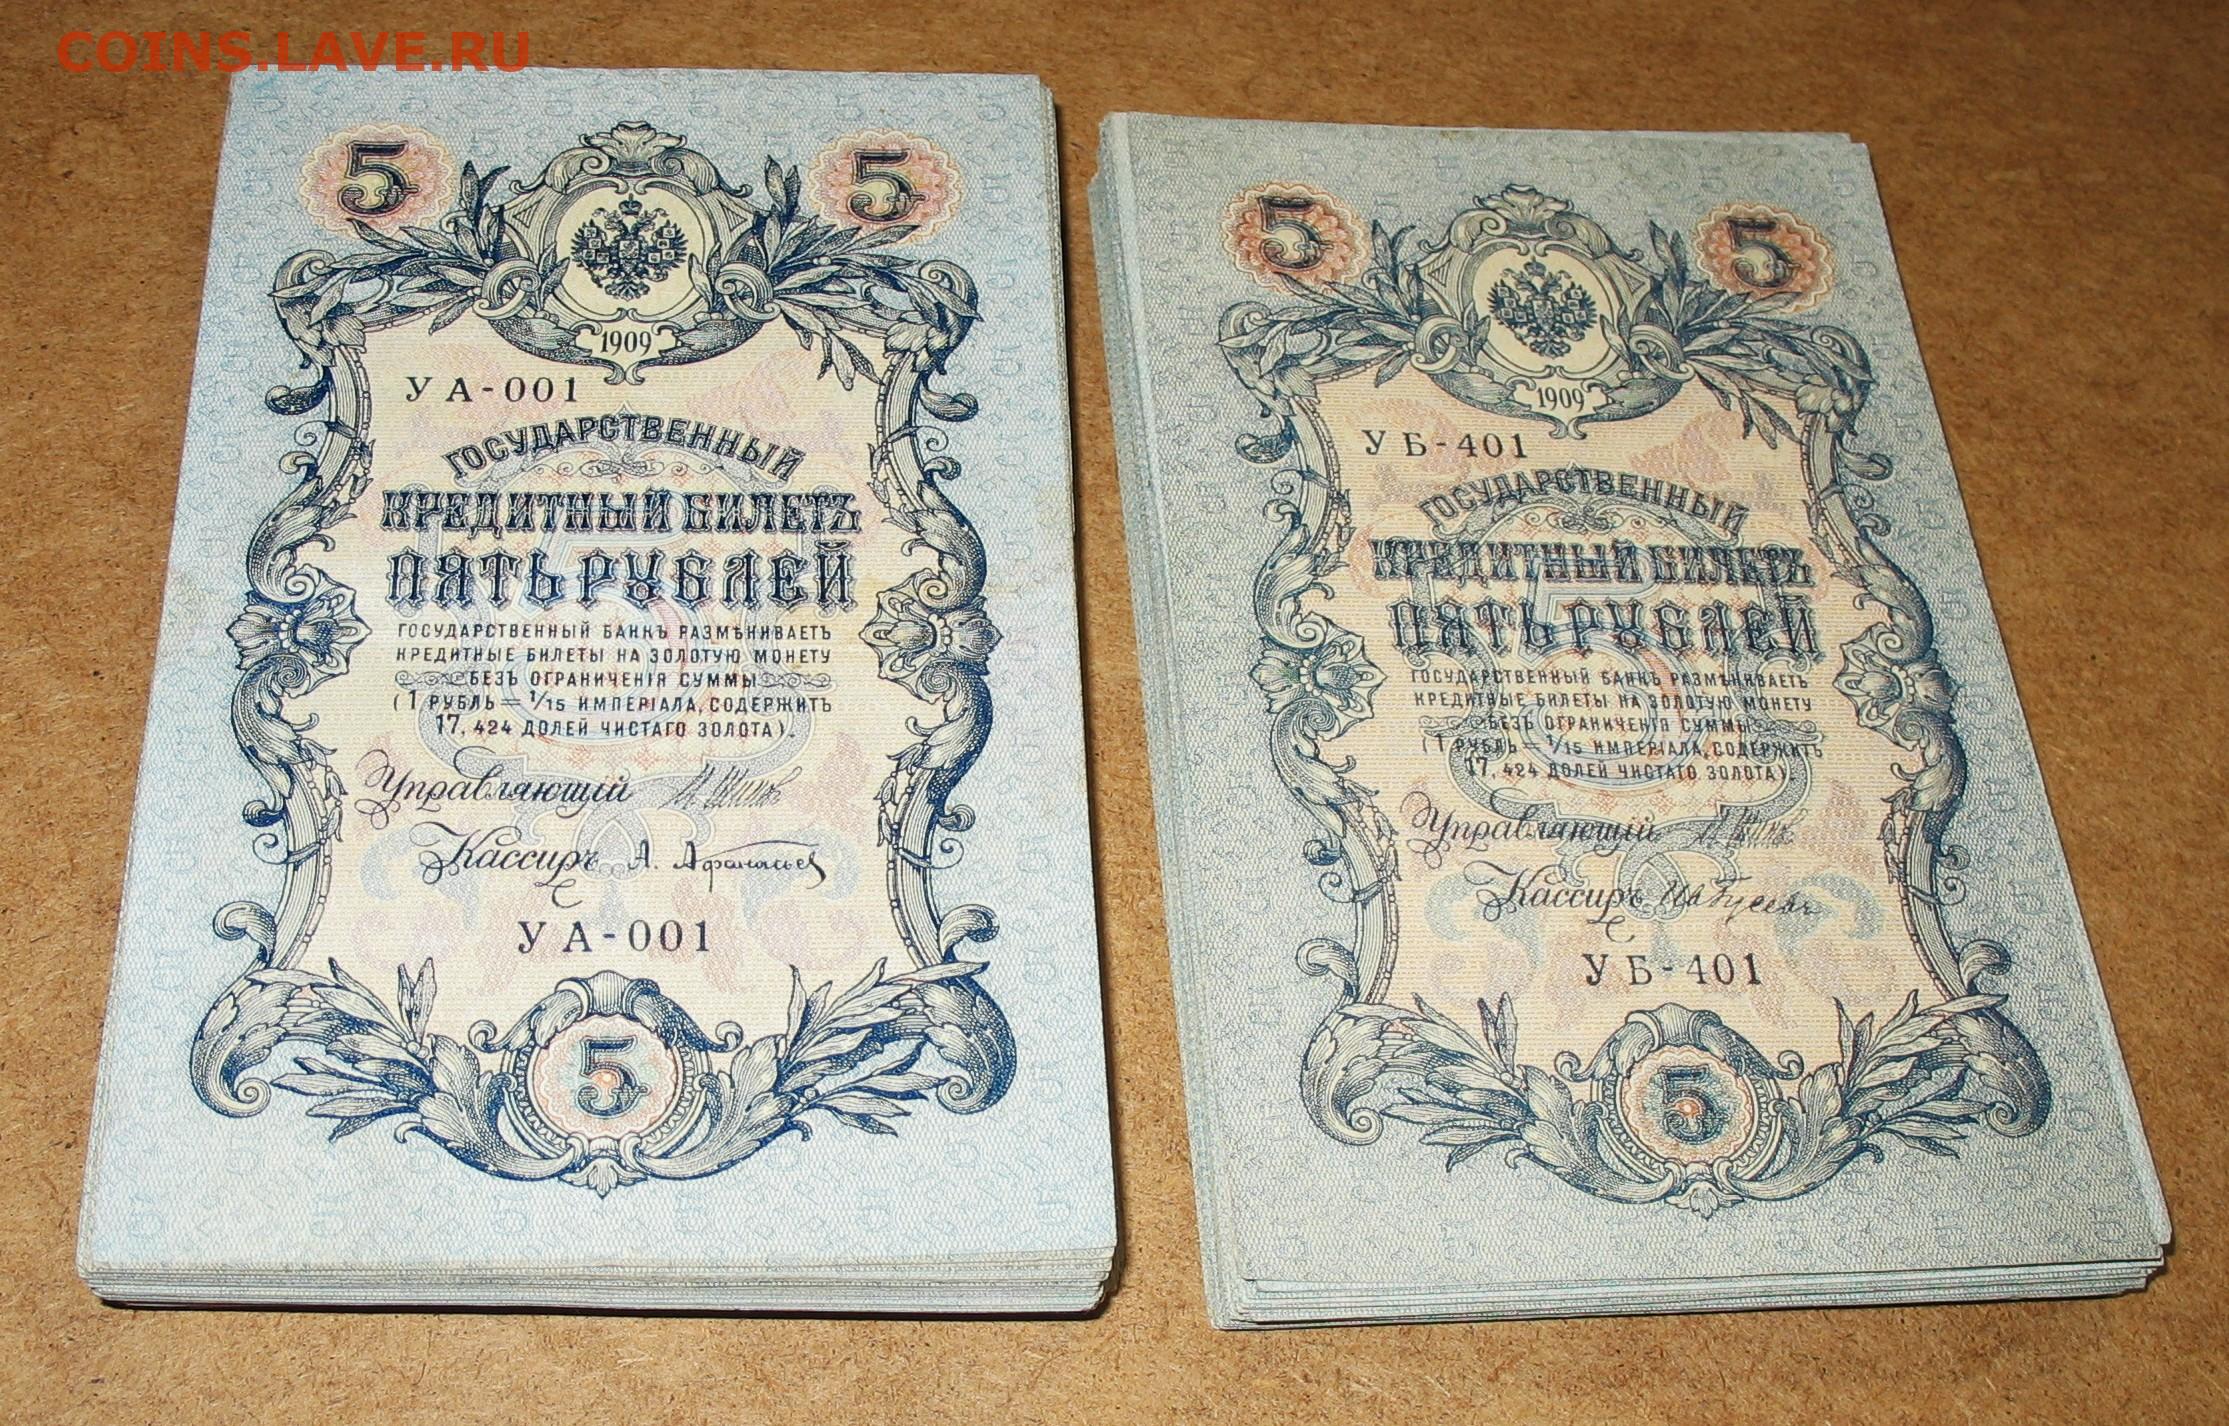 COINS.LAVE.RU
5 5
1909
УА-001
ГОСУДАРСТВЕННЫЙ
КРЕДИТНЫЙ БИЛЕТЪ
ПЯТЬ РУБЛЕЙ
ГОСУДАРСТВЕННЫЙ БАНКЪ РАЗМѢНИВАЕТЪ
КРЕДИТНЫЕ БИЛЕТЫ НА ЗОЛОТУЮ МОНЕТУ
БЕЗЪ ОГРАНИЧЕНІЯ СУММЫ
(1 РУБЛЬ = 1/15 ИМПЕРІАЛА, СОДЕРЖИТЪ
17,424 ДОЛЕЙ ЧИСТАГО ЗОЛОТА).
Управляющій
Кассиръ А. Афанасьев
УА-001
5
5 5
1909
УБ-401
ГОСУДАРСТВЕННЫЙ
КРЕДИТНЫЙ БИЛЕТЪ
ПЯТЬ РУБЛЕЙ
ГОСУДАРСТВЕННЫЙ БАНКЪ РАЗМѢНИВАЕТЪ
КРЕДИТНЫЕ БИЛЕТЫ НА ЗОЛОТУЮ МОНЕТУ
БЕЗЪ ОГРАНИЧЕНІЯ СУММЫ
(1 РУБЛЬ = 1/15 ИМПЕРІАЛА, СОДЕРЖИТЪ
17,424 ДОЛЕЙ ЧИСТАГО ЗОЛОТА).
Управляющій
Кассиръ
УБ-401
5